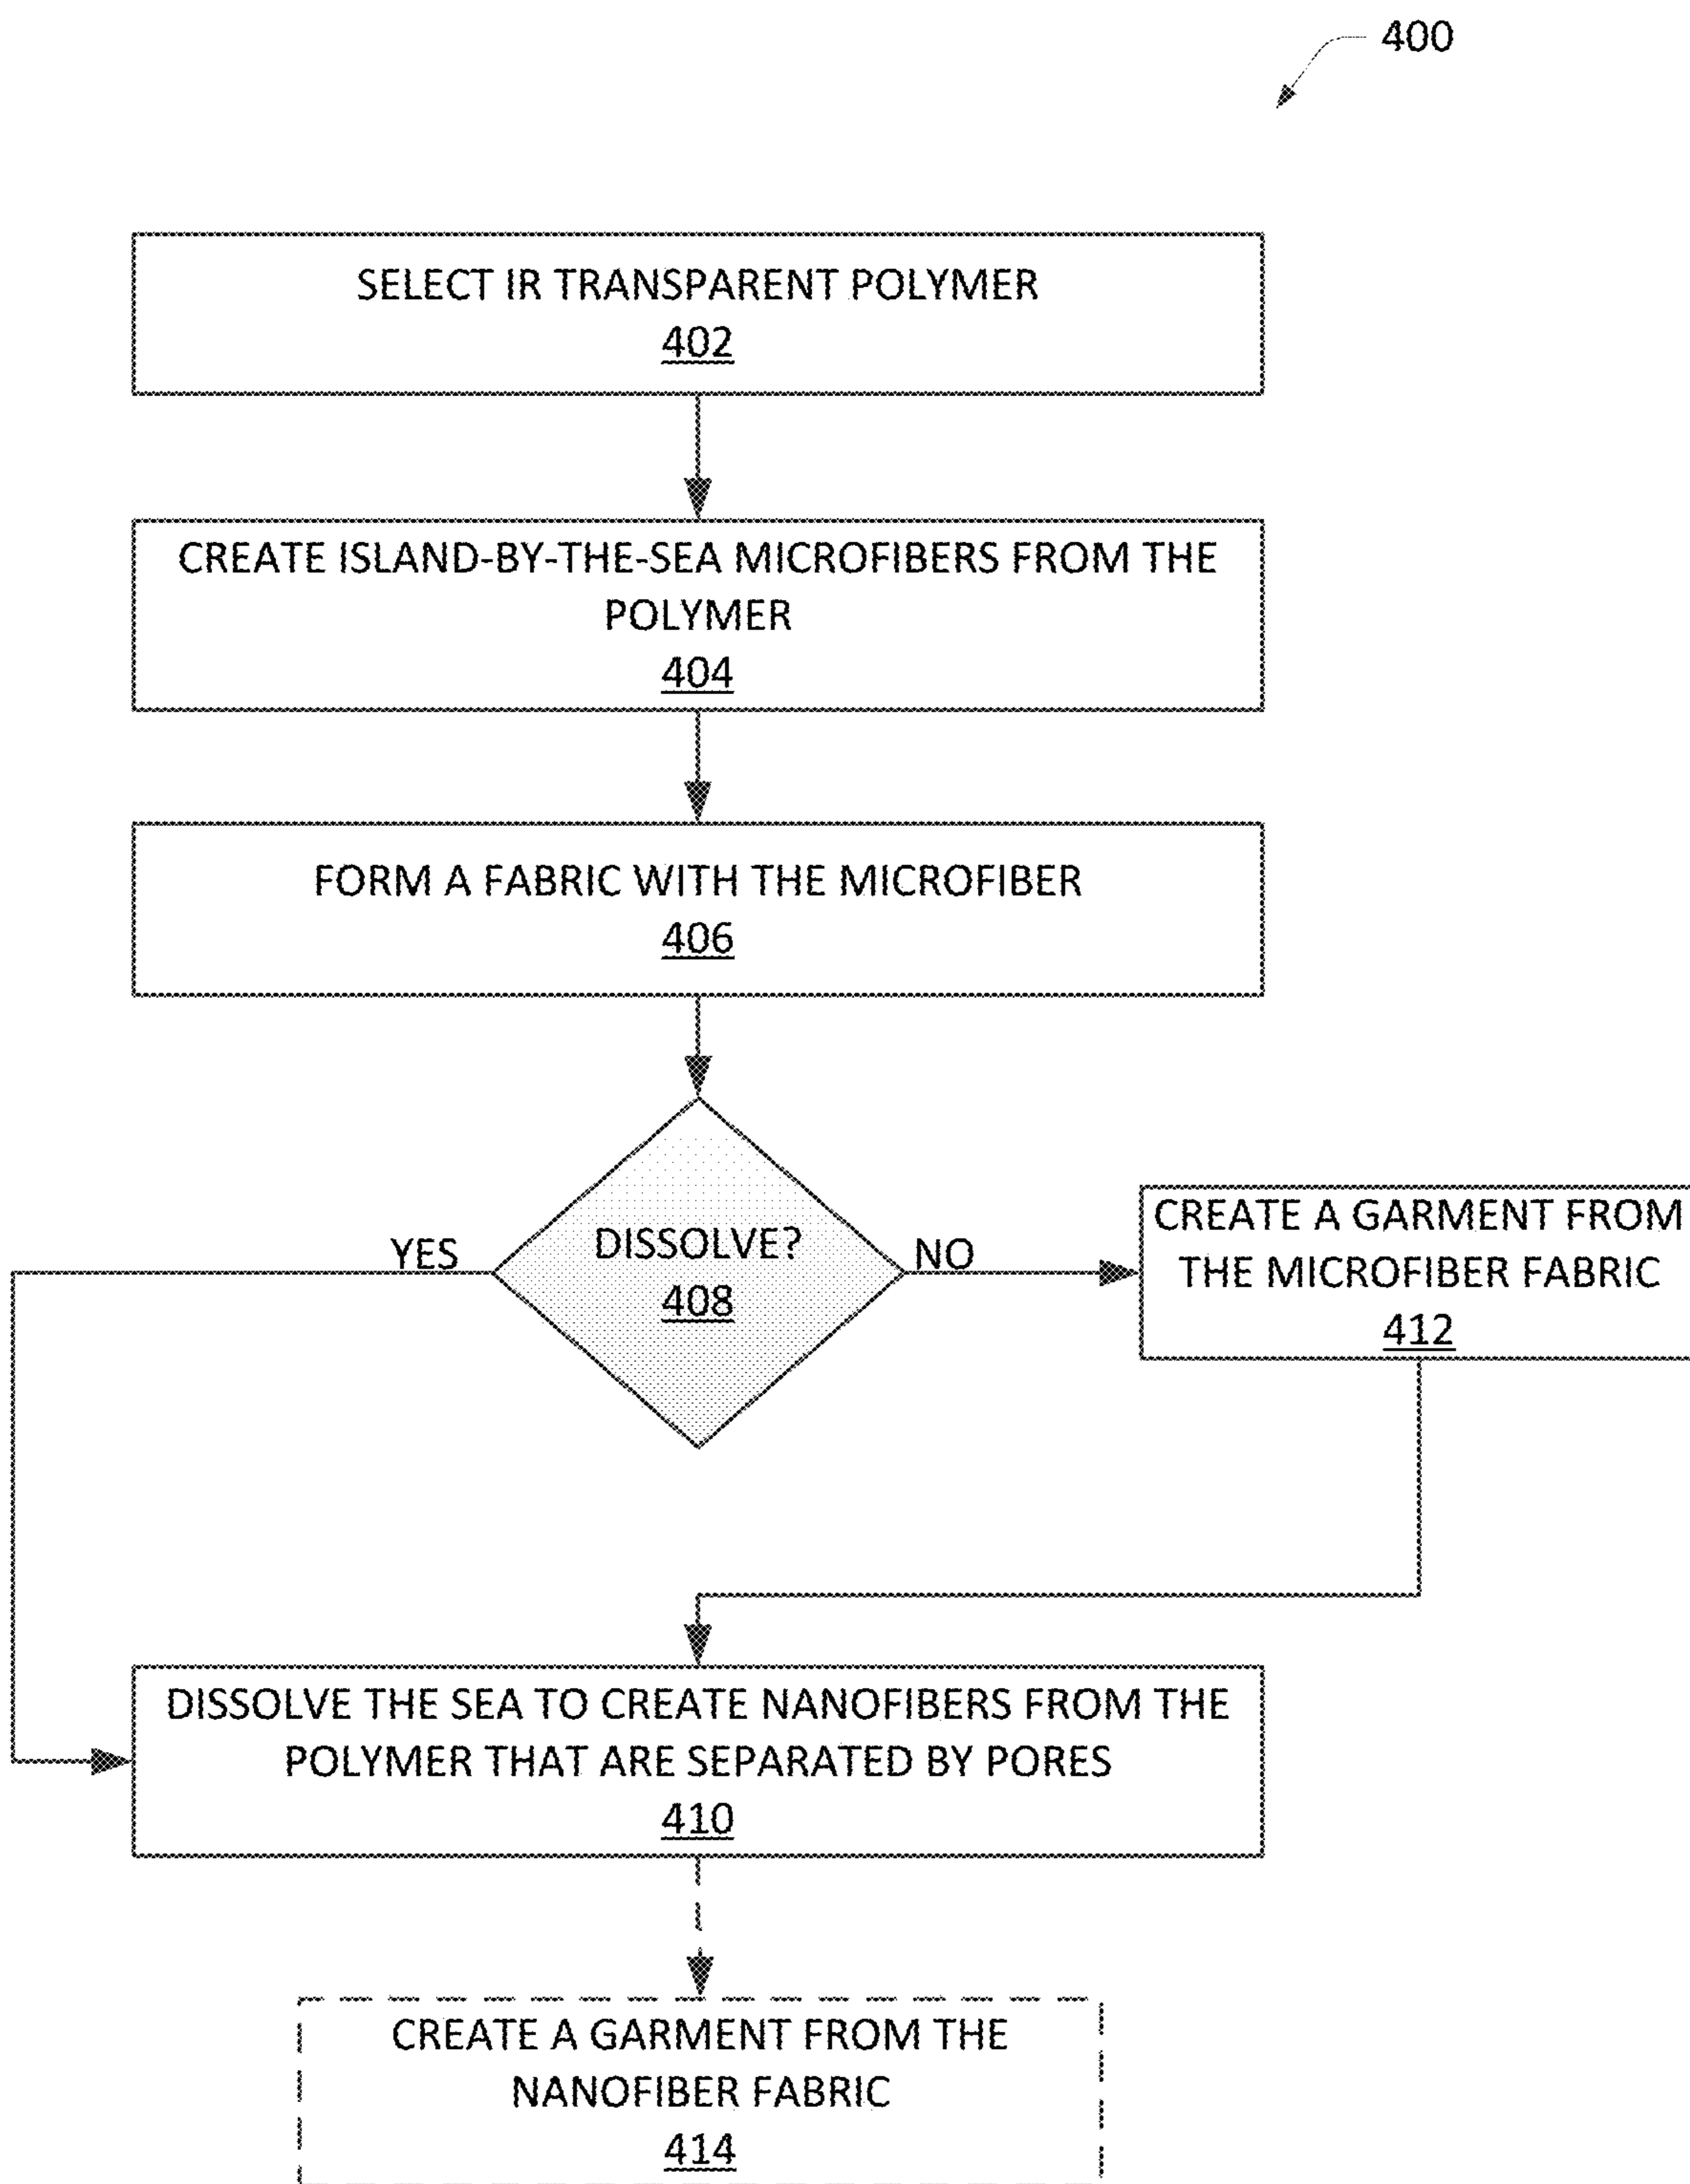 400
SELECT IR TRANSPARENT POLYMER
402
CREATE ISLAND-BY-THE-SEA MICROFIBERS FROM THE
POLYMER
404
FORM A FABRIC WITH THE MICROFIBER
406
DISSOLVE?
408
YES
NO
CREATE A GARMENT FROM
THE MICROFIBER FABRIC
412
DISSOLVE THE SEA TO CREATE NANOFIBERS FROM THE
POLYMER THAT ARE SEPARATED BY PORES
410
CREATE A GARMENT FROM THE
NANOFIBER FABRIC
414